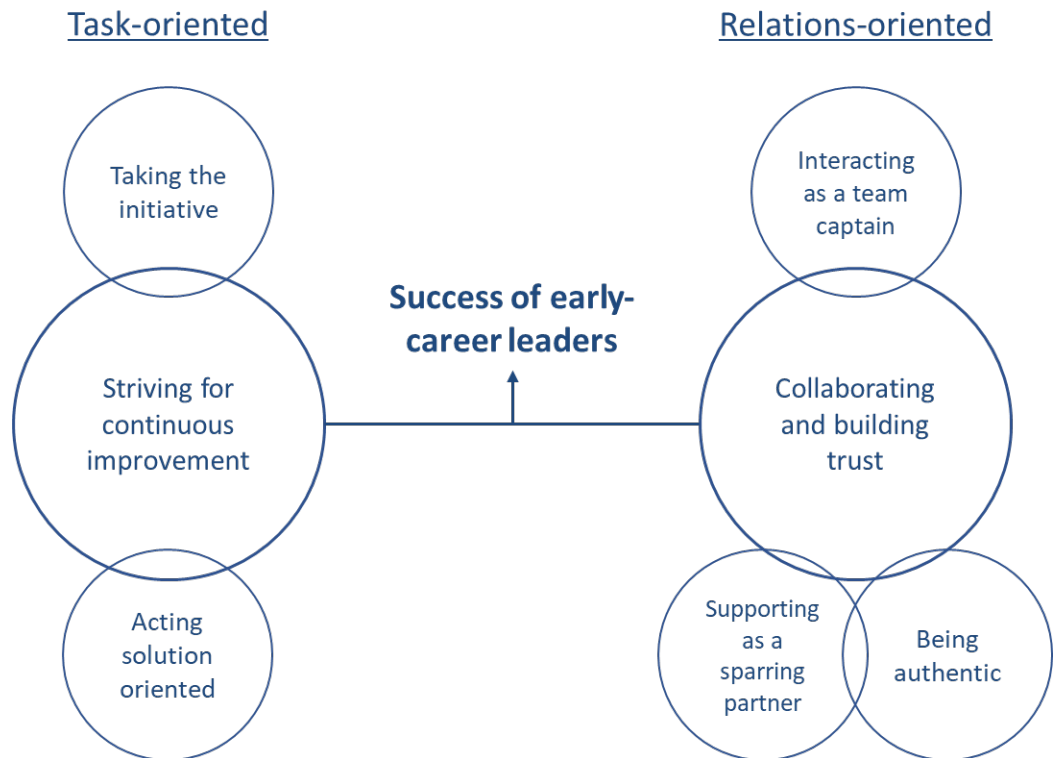 Task-oriented
Relations-oriented
Taking the
initiative
Interacting
as a team
captain
Success of early-
career leaders
Striving for
continuous
improvement
Collaborating
and building
trust
Acting
solution
oriented
Supporting
as a
sparring
partner
Being
authentic